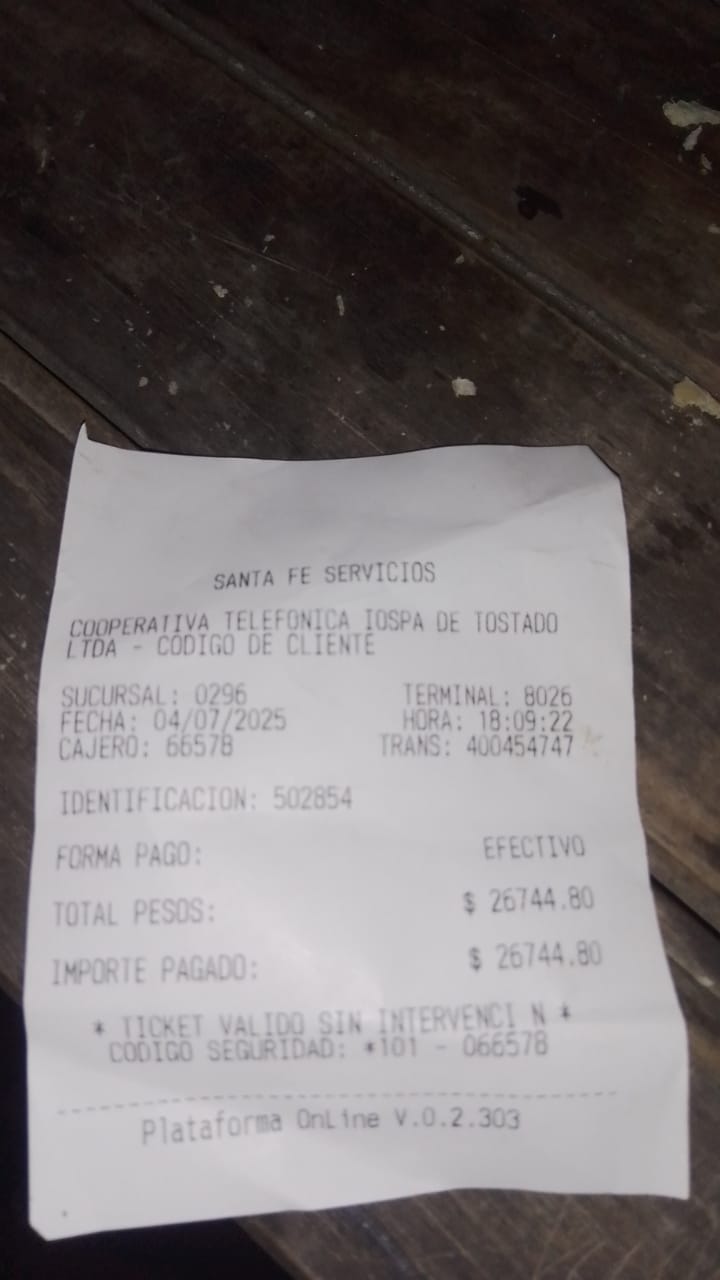 SANTA FE SERVICIOS
COOPERATIVA TELEFONICA IOSPA DE TOSTADO
LTDA - CODIGO DE CLIENTE
SUCURSAL: 0296 TERMINAL: 8026
FECHA: 04/07/2025 HORA: 18:09:22
CAJERO: 66578 TRANS: 400454747
IDENTIFICACION: 502854
FORMA PAGO: EFECTIVO
TOTAL PESOS: $ 26744.80
IMPORTE PAGADO: $ 26744.80
* TICKET VALIDO SIN INTERVENCI N *
CODIGO SEGURIDAD: *101 - 066578
Plataforma OnLine V.0.2.303